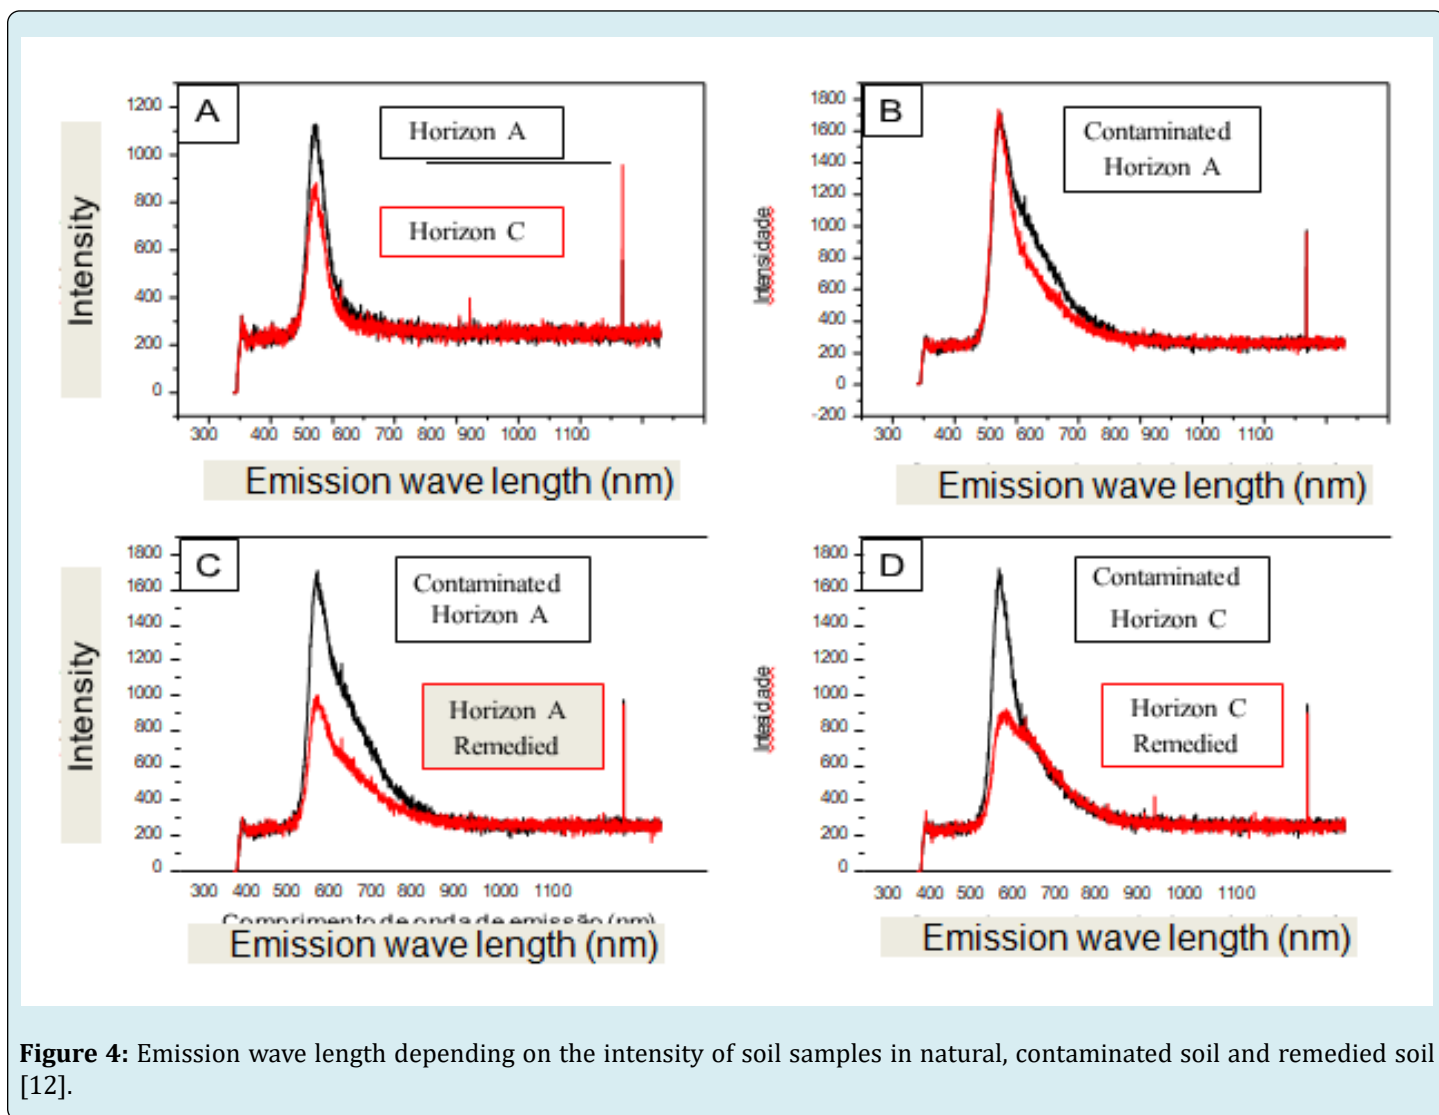 A
Horizon A
Horizon C
Intensity
1200
1000
800
600
400
200
0
300 400 500 600 700 800 900 1000 1100
Emission wave length (nm)
B
Contaminated
Horizon A
Intensidade
1800
1600
1400
1200
1000
800
600
400
200
0
-200
300 400 500 600 700 800 900 1000 1100
Emission wave length (nm)
C
Contaminated
Horizon A
Horizon A
Remedied
Intensity
1800
1600
1400
1200
1000
800
600
400
200
0
300 400 500 600 700 800 900 1000 1100
Comprimento de onda de emissão (nm)
Emission wave length (nm)
D
Contaminated
Horizon C
Horizon C
Remedied
1800
1600
1400
1200
1000
800
600
400
200
0
300 400 500 600 700 800 900 1000 1100
Emission wave length (nm)
Figure 4: Emission wave length depending on the intensity of soil samples in natural, contaminated soil and remedied soil
[12].